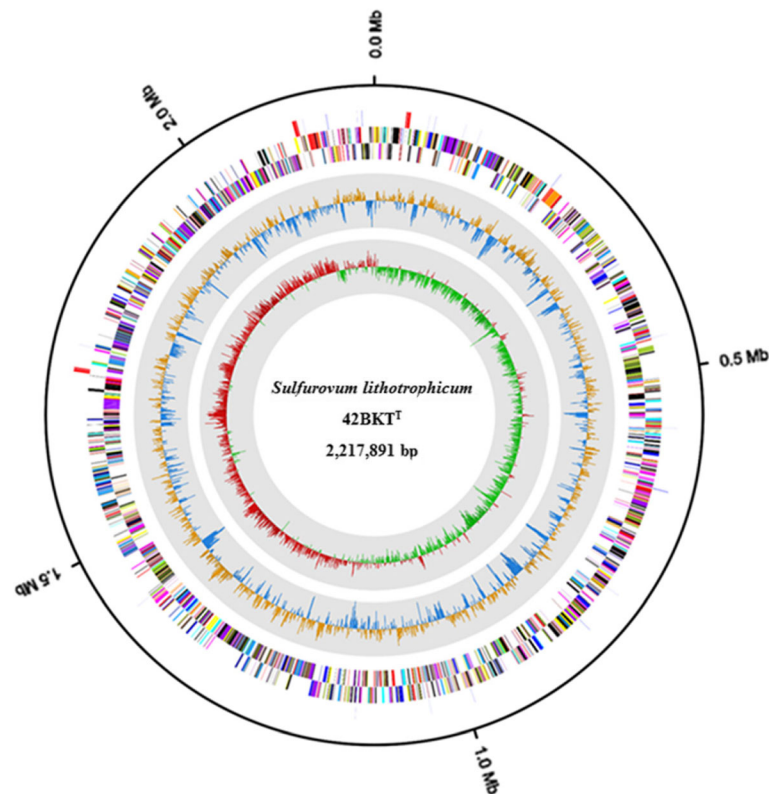 0.0 Mb
2.0 Mb
0.5 Mb
Sulfurovum lithotrophicum
42BKTᵀ
2,217,891 bp
1.5 Mb
1.0 Mb